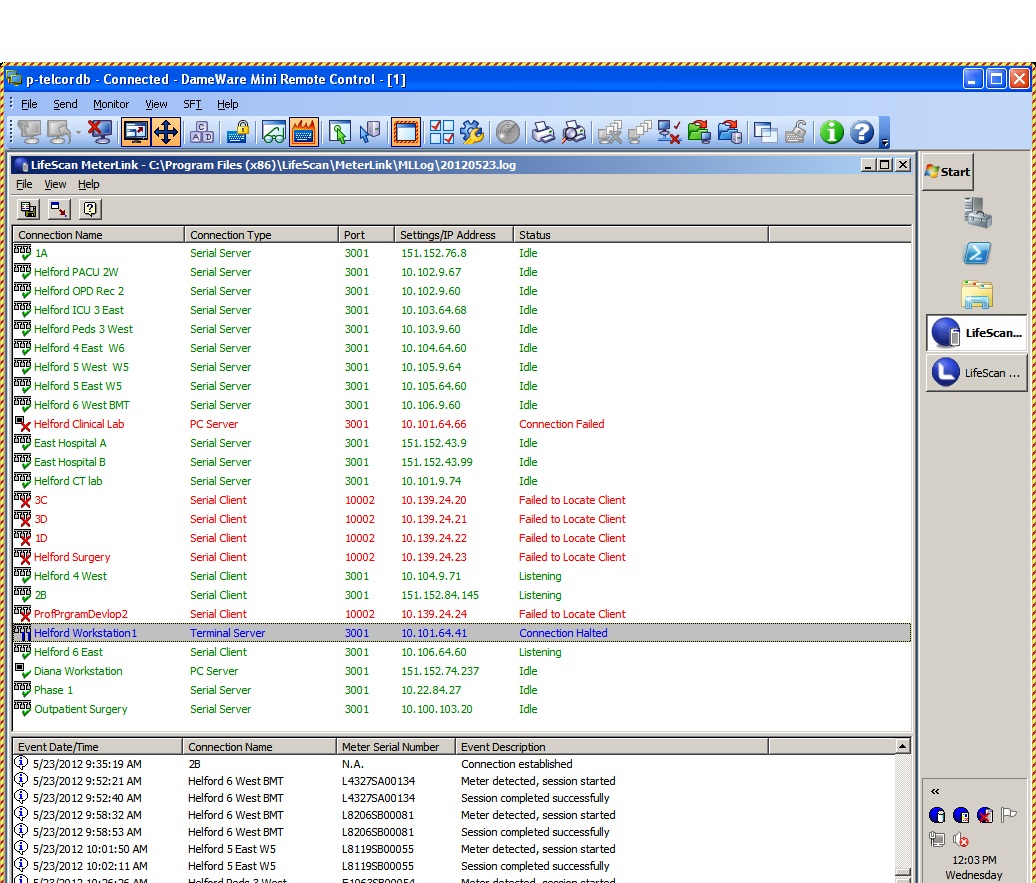 p-telcordb - Connected - DameWare Mini Remote Control - [1]
File Send Monitor View SFT Help
LifeScan MeterLink - C:\Program Files (x86)\LifeScan\MeterLink\MLLog\20120523.log
File View Help
Start
Connection Name Connection Type Port Settings/IP Address Status
1A Serial Server 3001 151.152.76.8 Idle
Helford PACU 2W Serial Server 3001 10.102.9.67 Idle
Helford OPD Rec 2 Serial Server 3001 10.102.9.60 Idle
Helford ICU 3 East Serial Server 3001 10.103.64.68 Idle
Helford Peds 3 West Serial Server 3001 10.103.9.60 Idle
LifeScan...
Helford 4 East W6 Serial Server 3001 10.104.64.60 Idle
Helford 5 West W5 Serial Server 3001 10.105.9.64 Idle
LifeScan ...
Helford 5 East W5 Serial Server 3001 10.105.64.60 Idle
Helford 6 West BMT Serial Server 3001 10.106.9.60 Idle
Helford Clinical Lab PC Server 3001 10.101.64.66 Connection Failed
East Hospital A Serial Server 3001 151.152.43.9 Idle
East Hospital B Serial Server 3001 151.152.43.99 Idle
Helford CT lab Serial Server 3001 10.101.9.74 Idle
3C Serial Client 10002 10.139.24.20 Failed to Locate Client
3D Serial Client 10002 10.139.24.21 Failed to Locate Client
1D Serial Client 10002 10.139.24.22 Failed to Locate Client
Helford Surgery Serial Client 10002 10.139.24.23 Failed to Locate Client
Helford 4 West Serial Client 3001 10.104.9.71 Listening
2B Serial Client 3001 151.152.84.145 Listening
ProfPrgramDevlop2 Serial Client 10002 10.139.24.24 Failed to Locate Client
Helford Workstation1 Terminal Server 3001 10.101.64.41 Connection Halted
Helford 6 East Serial Client 3001 10.106.64.60 Listening
Diana Workstation PC Server 3001 151.152.74.237 Idle
Phase 1 Serial Server 3001 10.22.84.27 Idle
Outpatient Surgery Serial Server 3001 10.100.103.20 Idle
Event Date/Time Connection Name Meter Serial Number Event Description
5/23/2012 9:35:19 AM 2B N.A. Connection established
5/23/2012 9:52:21 AM Helford 6 West BMT L4327SA00134 Meter detected, session started
5/23/2012 9:52:40 AM Helford 6 West BMT L4327SA00134 Session completed successfully
5/23/2012 9:58:32 AM Helford 6 West BMT L8206SB00081 Meter detected, session started
5/23/2012 9:58:53 AM Helford 6 West BMT L8206SB00081 Session completed successfully
5/23/2012 10:01:50 AM Helford 5 East W5 L8119SB00055 Meter detected, session started
5/23/2012 10:02:11 AM Helford 5 East W5 L8119SB00055 Session completed successfully
5/23/2012 10:26:26 AM Helford Peds 3 West Meter detected, session started
12:03 PM
Wednesday